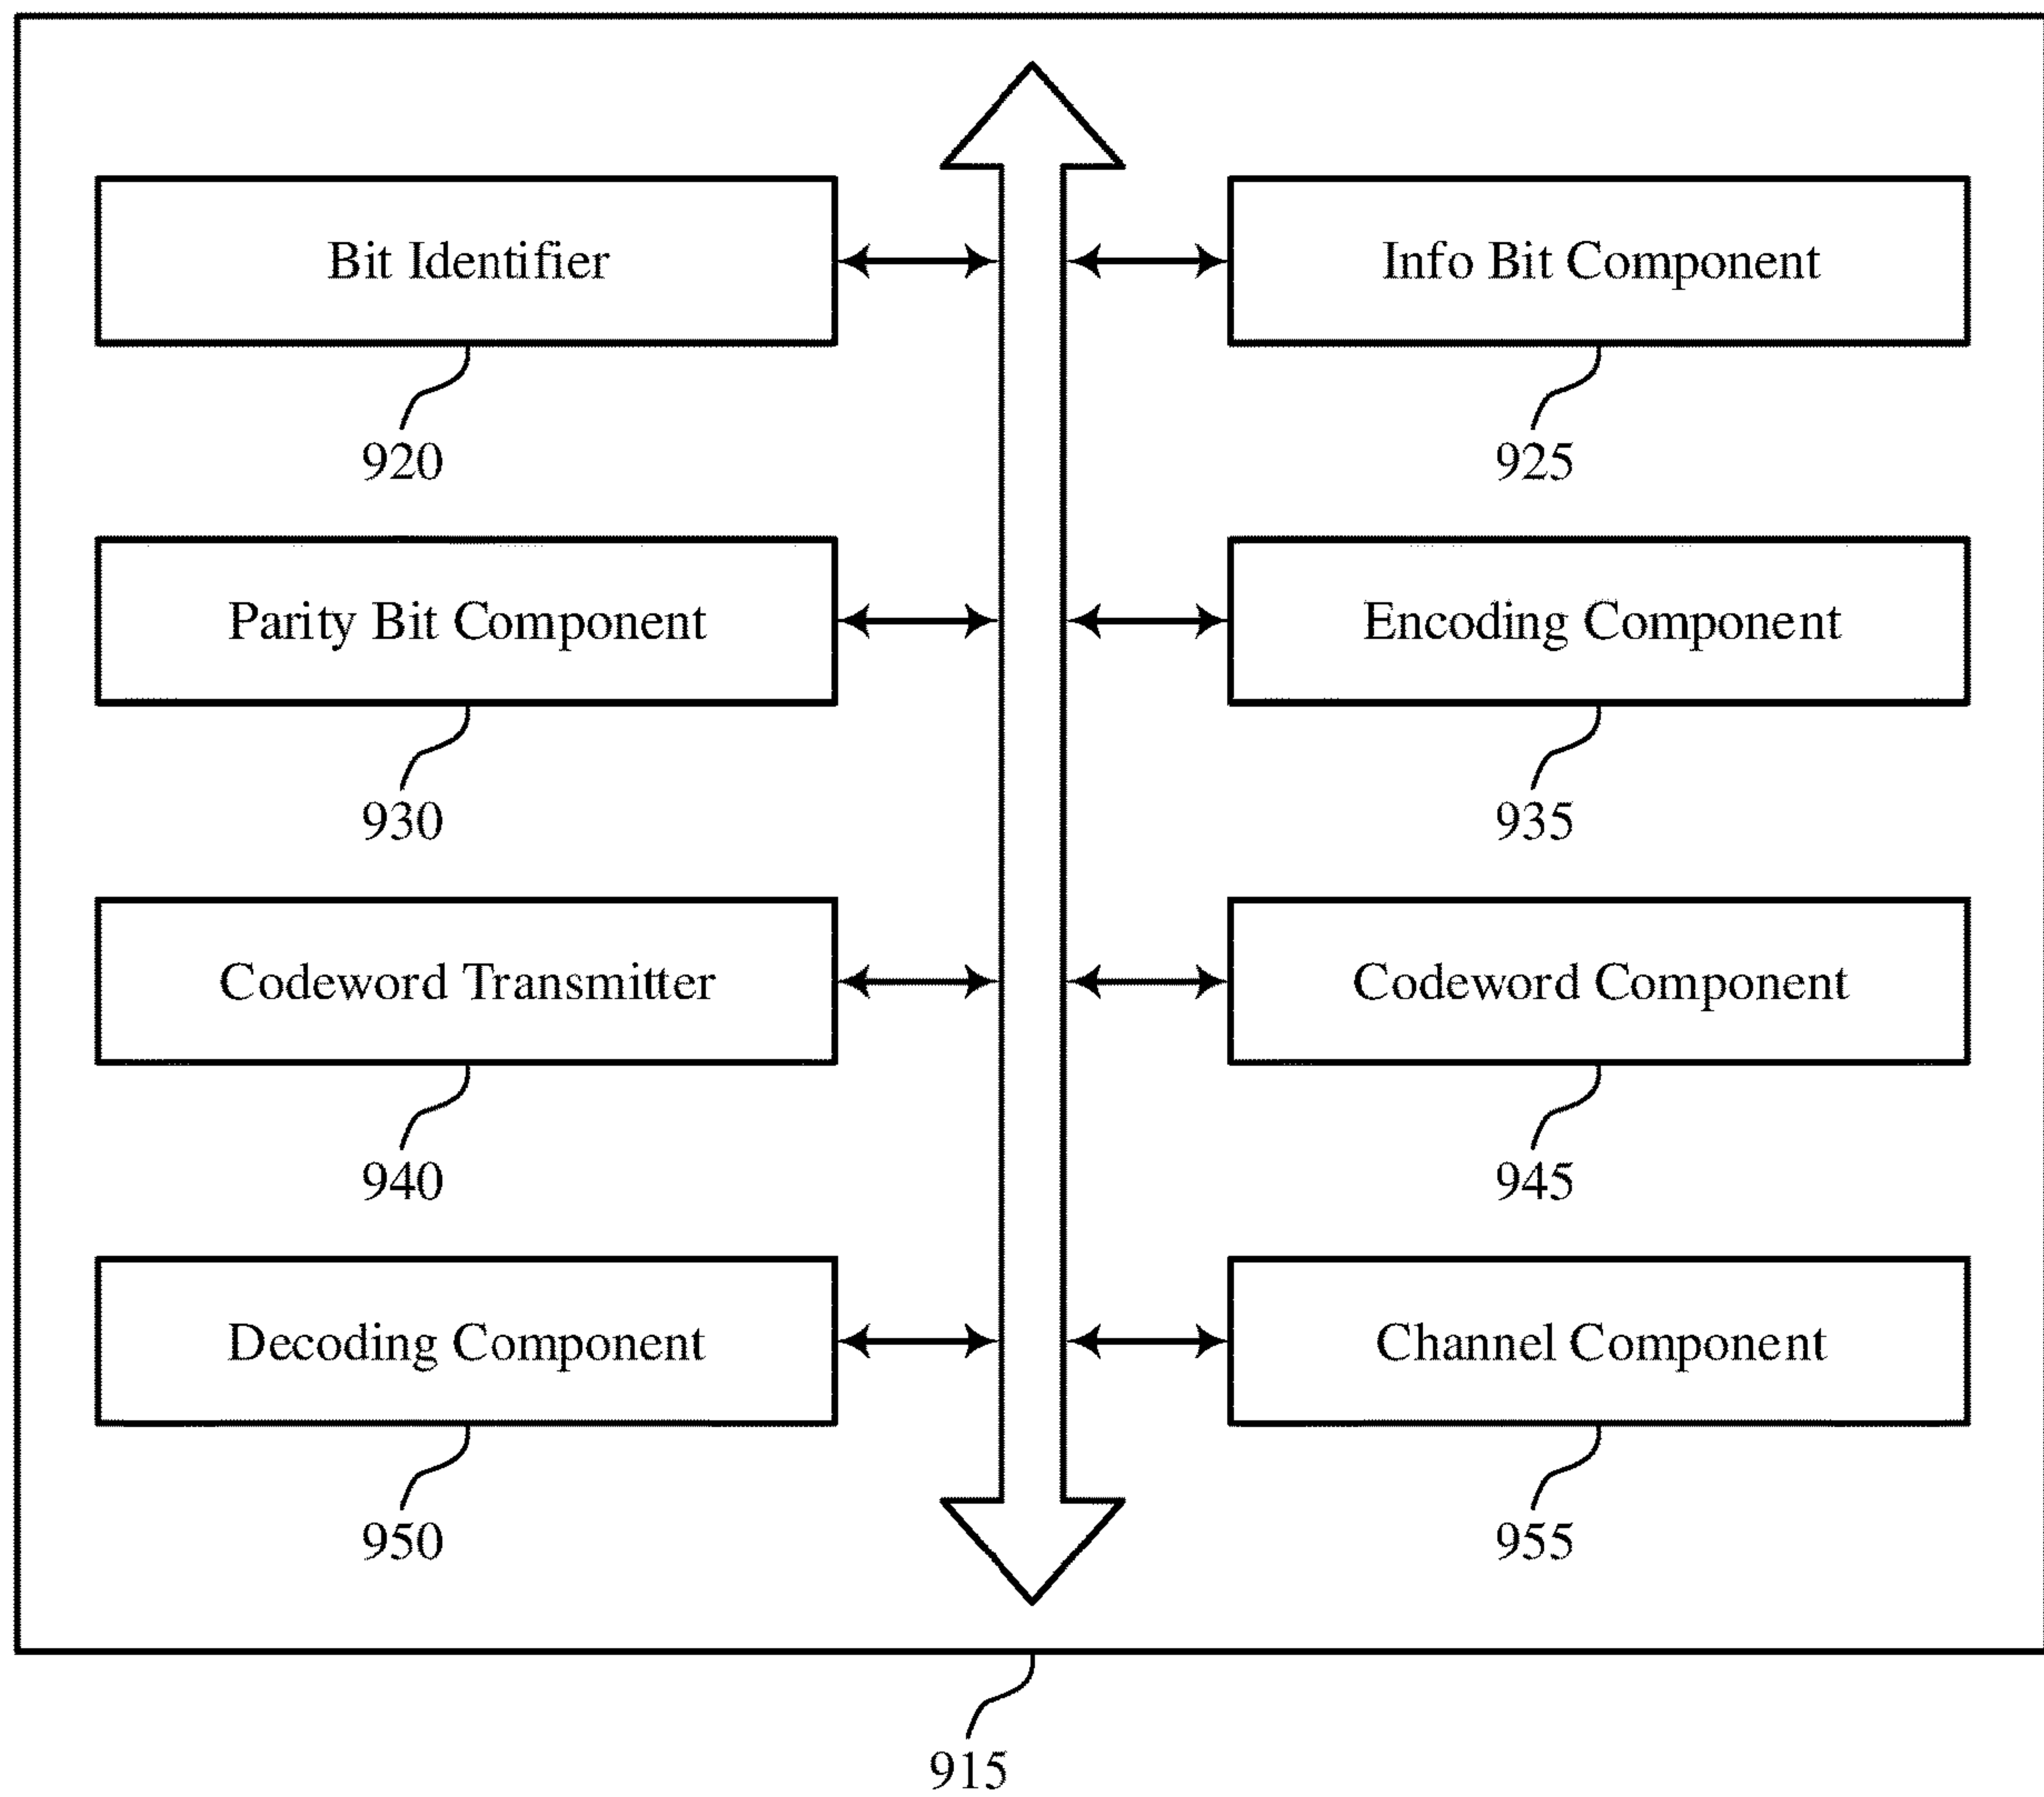 Bit Identifier
Info Bit Component
920
925
Parity Bit Component
Encoding Component
930
935
Codeword Transmitter
Codeword Component
940
945
Decoding Component
Channel Component
950
955
915